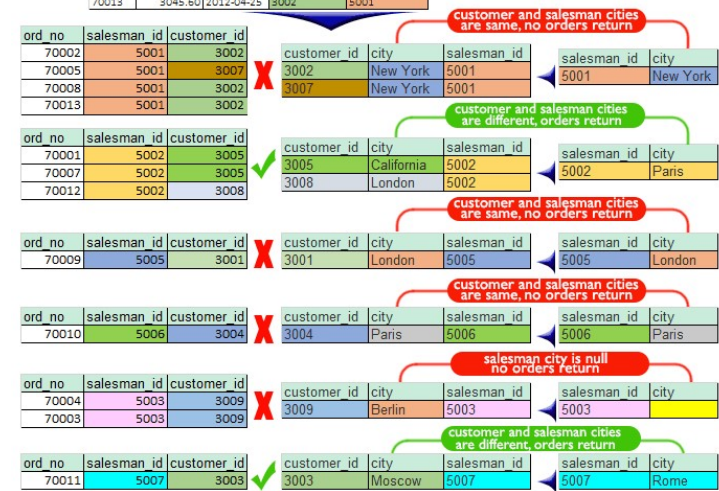 70013 3045.60 2012-04-25 3002 5001
customer and salesman cities
are same, no orders return
ord_no salesman_id customer_id
70002 5001 3002
70005 5001 3007
70008 5001 3002
70013 5001 3002
X
customer_id city salesman_id
3002 New York 5001
3007 New York 5001
salesman_id city
5001 New York
customer and salesman cities
are different, orders return
ord_no salesman_id customer_id
70001 5002 3005
70007 5002 3005
70012 5002 3008
customer_id city salesman_id
3005 California 5002
3008 London 5002
salesman_id city
5002 Paris
customer and salesman cities
are same, no orders return
ord_no salesman_id customer_id
70009 5005 3001
X
customer_id city salesman_id
3001 London 5005
salesman_id city
5005 London
customer and salesman cities
are same, no orders return
ord_no salesman_id customer_id
70010 5006 3004
X
customer_id city salesman_id
3004 Paris 5006
salesman_id city
5006 Paris
salesman city is null
no orders return
ord_no salesman_id customer_id
70004 5003 3009
70003 5003 3009
X
customer_id city salesman_id
3009 Berlin 5003
salesman_id city
5003
customer and salesman cities
are different, orders return
ord_no salesman_id customer_id
70011 5007 3003
customer_id city salesman_id
3003 Moscow 5007
salesman_id city
5007 Rome